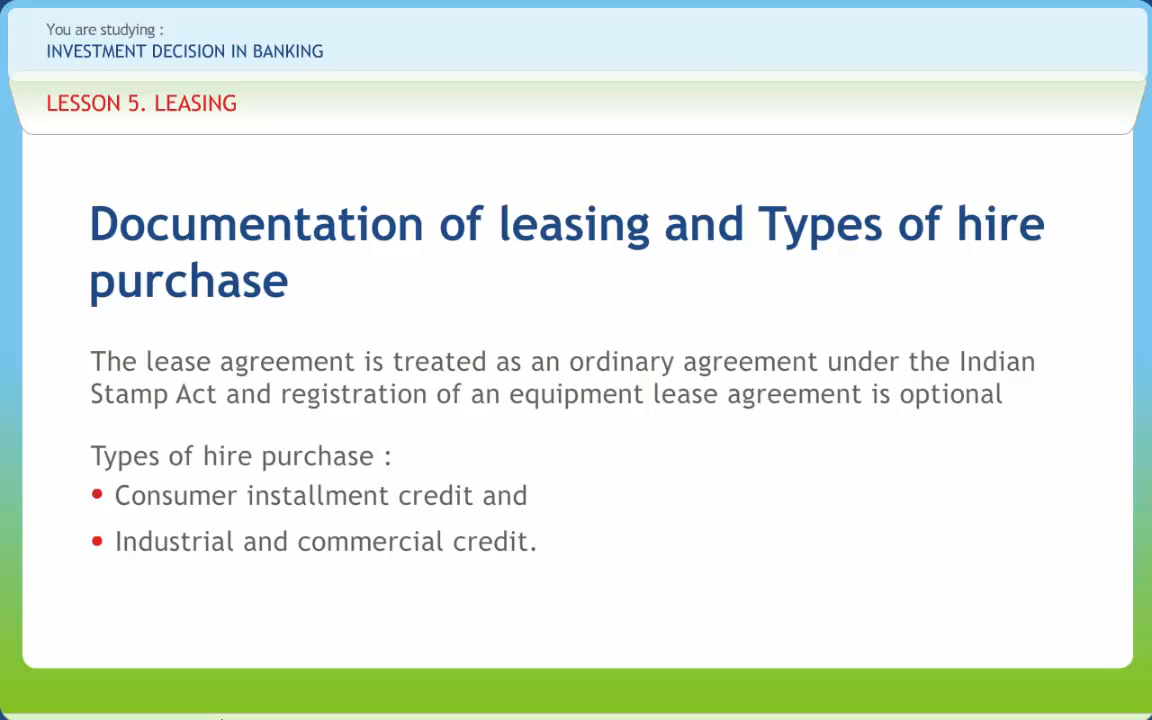 You are studying :
INVESTMENT DECISION IN BANKING
LESSON 5. LEASING
Documentation of leasing and Types of hire
purchase
The lease agreement is treated as an ordinary agreement under the Indian
Stamp Act and registration of an equipment lease agreement is optional
Types of hire purchase :
• Consumer installment credit and
• Industrial and commercial credit.